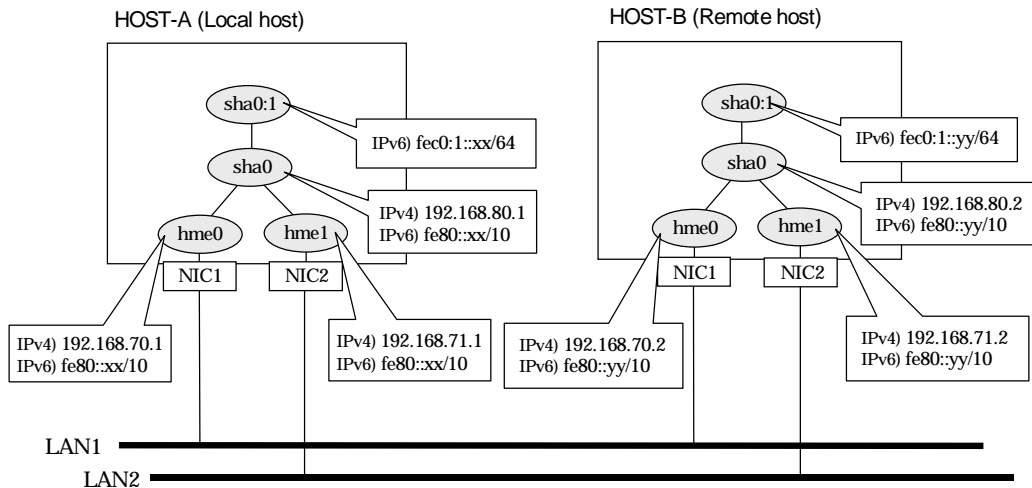 HOST-A (Local host)
HOST-B (Remote host)
sha0:1
IPv6) fec0:1::xx/64
sha0
IPv4) 192.168.80.1
IPv6) fe80::xx/10
hme0
hme1
NIC1
NIC2
IPv4) 192.168.70.1
IPv6) fe80::xx/10
IPv4) 192.168.71.1
IPv6) fe80::xx/10
sha0:1
IPv6) fec0:1::yy/64
sha0
IPv4) 192.168.80.2
IPv6) fe80::yy/10
hme0
hme1
NIC1
NIC2
IPv4) 192.168.70.2
IPv6) fe80::yy/10
IPv4) 192.168.71.2
IPv6) fe80::yy/10
LAN1
LAN2